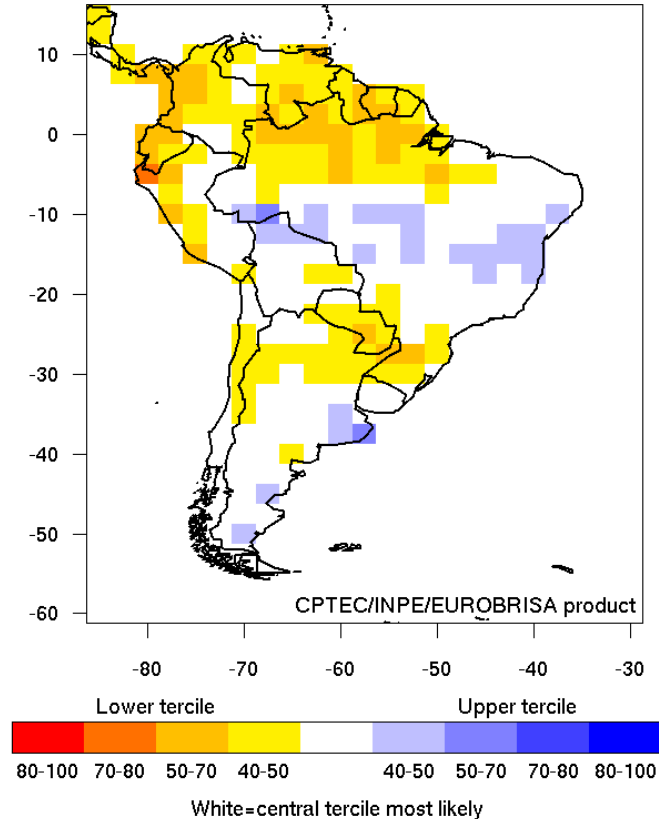 10
0
-10
-20
-30
-40
-50
-60
CPTEC/INPE/EUROBRISA product
-80 -70 -60 -50 -40 -30
Lower tercile Upper tercile
80-100 70-80 50-70 40-50 40-50 50-70 70-80 80-100
White=central tercile most likely